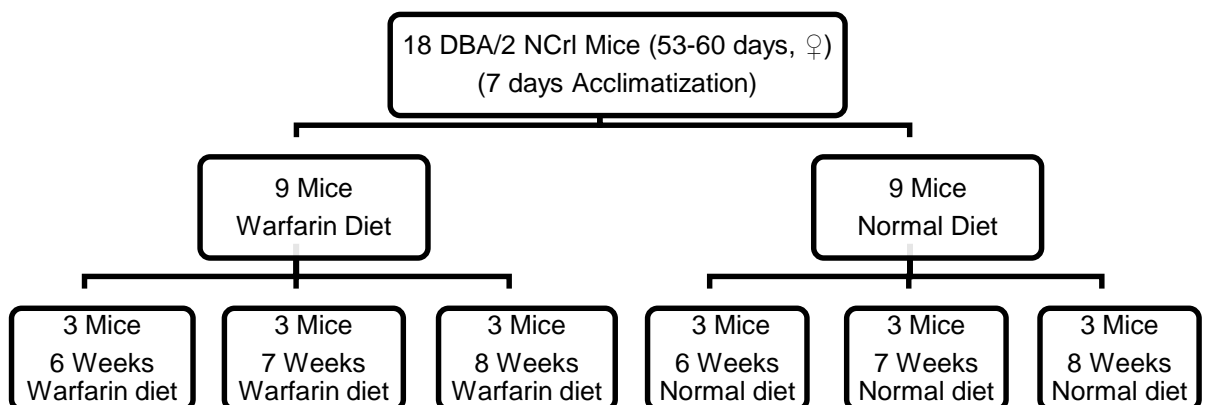 18 DBA/2 NCrl Mice (53-60 days, ♀)
(7 days Acclimatization)
9 Mice
Warfarin Diet
9 Mice
Normal Diet
3 Mice
6 Weeks
Warfarin diet
3 Mice
7 Weeks
Warfarin diet
3 Mice
8 Weeks
Warfarin diet
3 Mice
6 Weeks
Normal diet
3 Mice
7 Weeks
Normal diet
3 Mice
8 Weeks
Normal diet